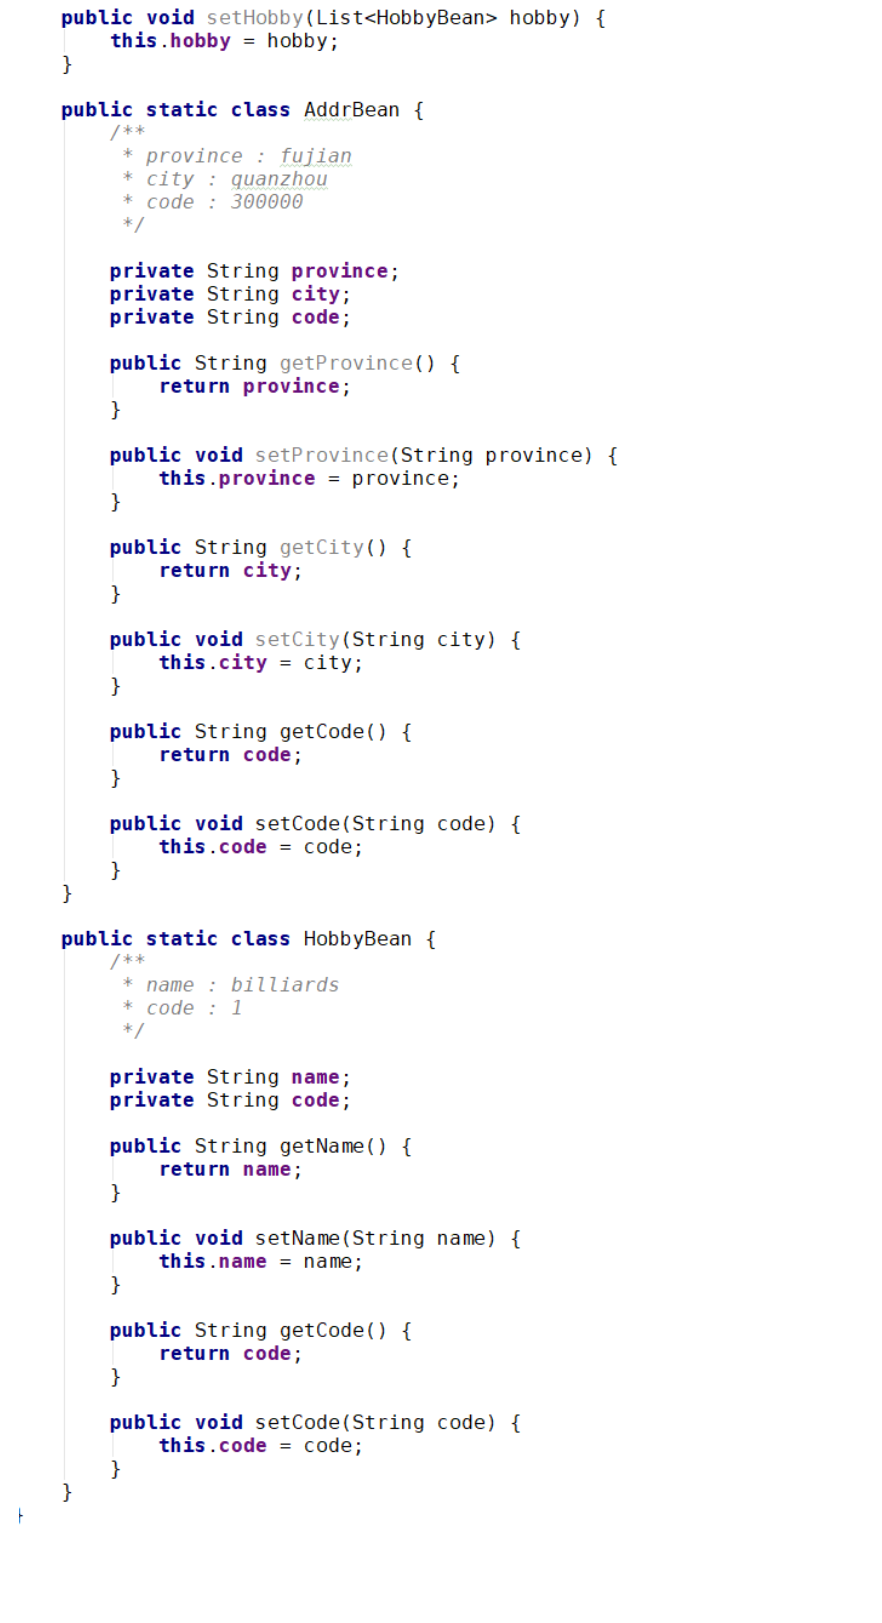 public void setHobby(List<HobbyBean> hobby) {
this.hobby = hobby;
}
public static class AddrBean {
/**
* province : fujian
* city : quanzhou
* code : 300000
*/
private String province;
private String city;
private String code;
public String getProvince() {
return province;
}
public void setProvince(String province) {
this.province = province;
}
public String getCity() {
return city;
}
public void setCity(String city) {
this.city = city;
}
public String getCode() {
return code;
}
public void setCode(String code) {
this.code = code;
}
}
public static class HobbyBean {
/**
* name : billiards
* code : 1
*/
private String name;
private String code;
public String getName() {
return name;
}
public void setName(String name) {
this.name = name;
}
public String getCode() {
return code;
}
public void setCode(String code) {
this.code = code;
}
}
}